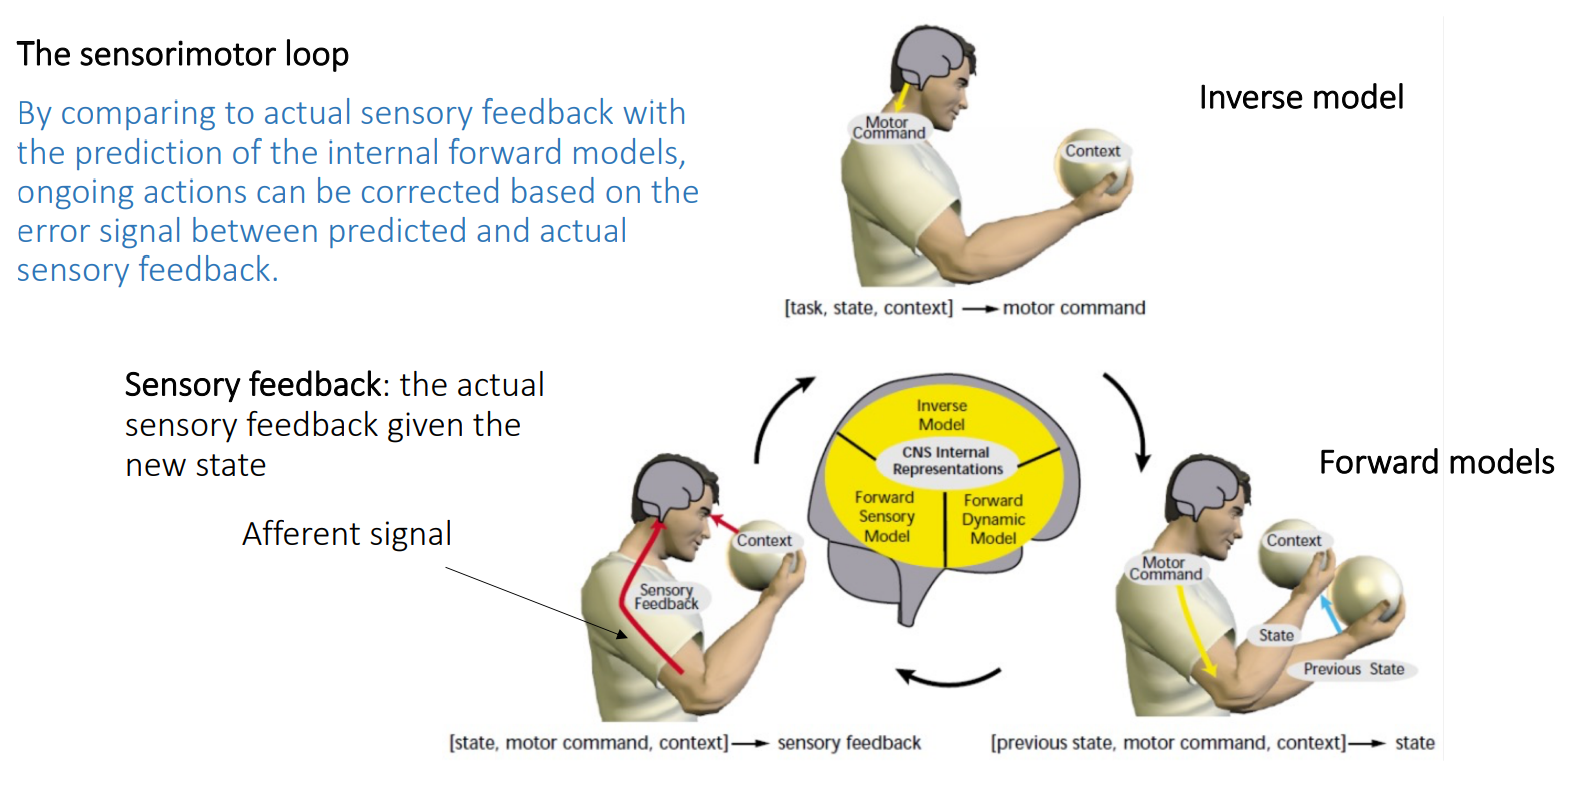 The sensorimotor loop
By comparing to actual sensory feedback with
the prediction of the internal forward models,
ongoing actions can be corrected based on the
error signal between predicted and actual
sensory feedback.
Inverse model
Motor
Command
Context
[task, state, context] → motor command
Sensory feedback: the actual
sensory feedback given the
new state
Afferent signal
Context
Sensory
Feedback
[state, motor command, context] → sensory feedback
Inverse
Model
CNS Internal
Representations
Forward
Sensory
Model
Forward
Dynamic
Model
Forward models
Motor
Command
Context
State
Previous State
[previous state, motor command, context] → state